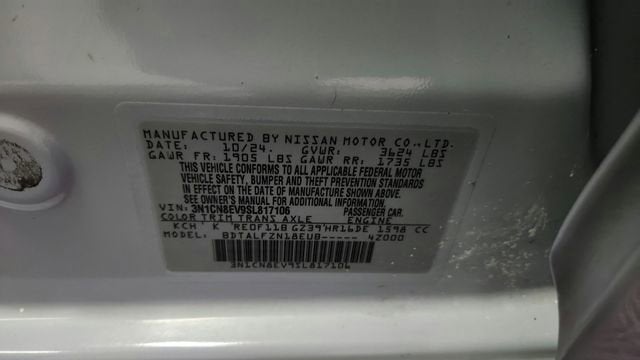 MANUFACTURED BY NISSAN MOTOR CO.,LTD.
DATE: 10/24 GVWR: 3624 LBS
GAWR FR: 1905 LBS GAWR RR: 1735 LBS
THIS VEHICLE CONFORMS TO ALL APPLICABLE FEDERAL MOTOR
VEHICLE SAFETY, BUMPER, AND THEFT PREVENTION STANDARDS
IN EFFECT ON THE DATE OF MANUFACTURE SHOWN ABOVE.
SEE OWNER'S MANUAL FOR ADDITIONAL INFORMATION
VIN: 3N1CN8EV9SL817106 PASSENGER CAR.
COLOR TRIM TRANS AXLE ENGINE
KCH' K 'RE0F11B GZ39'HR16DE 1598 CC
MODEL: BDTALFZN18EUB----- 4Z000
3N1CN8EV9SL817106